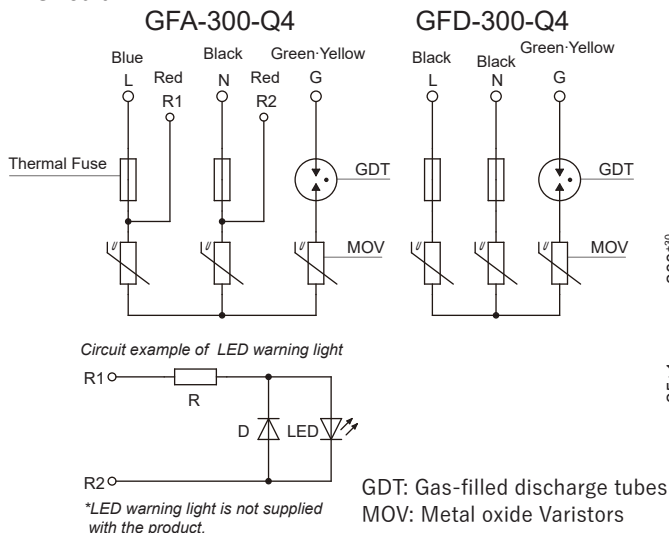 GFA-300-Q4
GFD-300-Q4
Blue
Black
Green·Yellow
L
Red
N
Red
G
R1
R2
Black
Black
Green·Yellow
L
N
G
Thermal Fuse
GDT
GDT
U
U
U
MOV
U
U
U
MOV
Circuit example of LED warning light
R1
R
D
LED
R2
*LED warning light is not supplied
with the product.
GDT: Gas-filled discharge tubes
MOV: Metal oxide Varistors